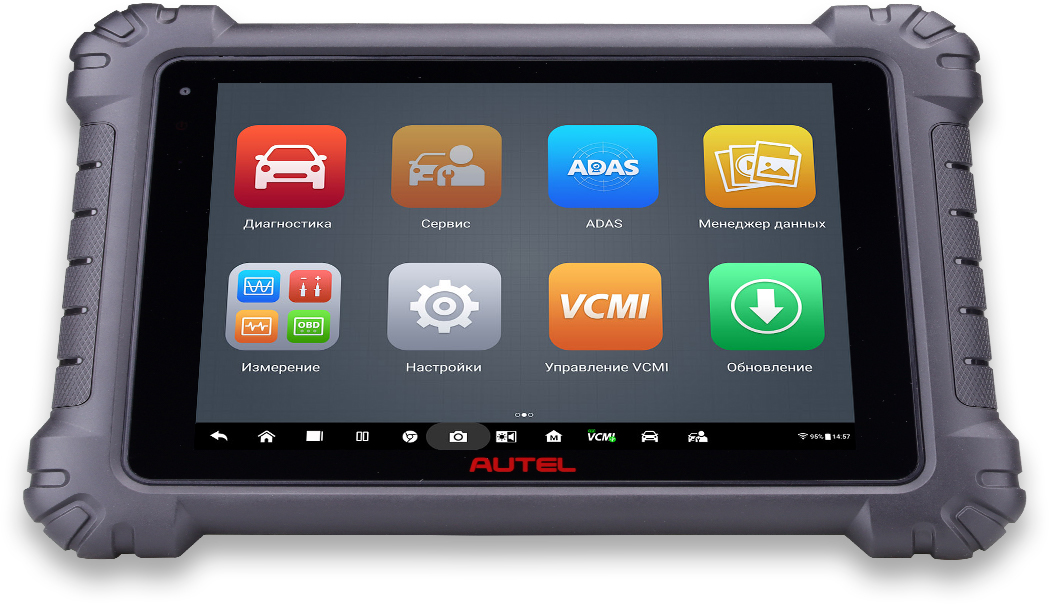 ADAS
Диагностика
Сервис
ADAS
Менеджер данных
OBD
VCMI
Измерение
Настройки
Управление VCMI
Обновление
M
VCMI
95%
14:57
AUTEL